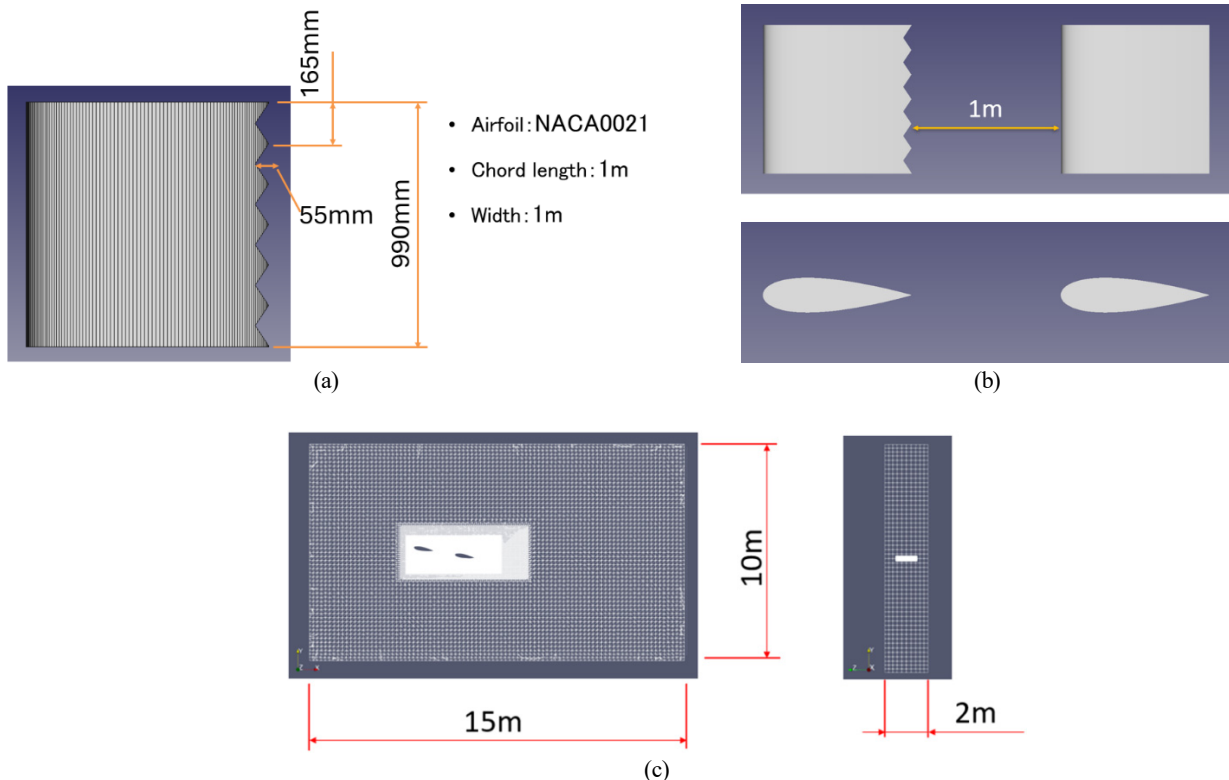 165mm
• Airfoil: NACA0021
• Chord length: 1m
• Width: 1m
55mm
990mm
(a)
1m
(b)
10m
15m
2m
(c)